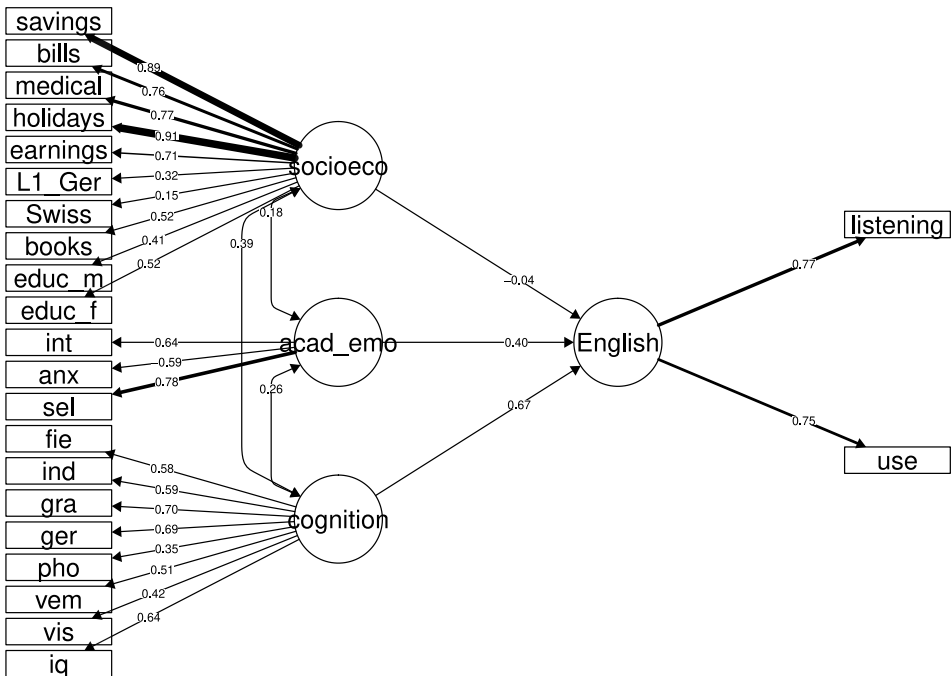 savings
bills
medical
holidays
earnings
L1_Ger
Swiss
books
educ_m
educ_f
int
anx
sel
fie
ind
gra
ger
pho
vem
vis
iq
0.89
0.76
0.77
0.91
0.71
0.32
0.15
0.52
0.41
0.52
0.64
−0.59
0.78
0.58
0.59
0.70
0.69
0.35
0.51
0.42
0.64
socioeco
acad_emo
cognition
0.18
0.39
0.26
−0.04
0.40
0.67
English
0.77
0.75
listening
use